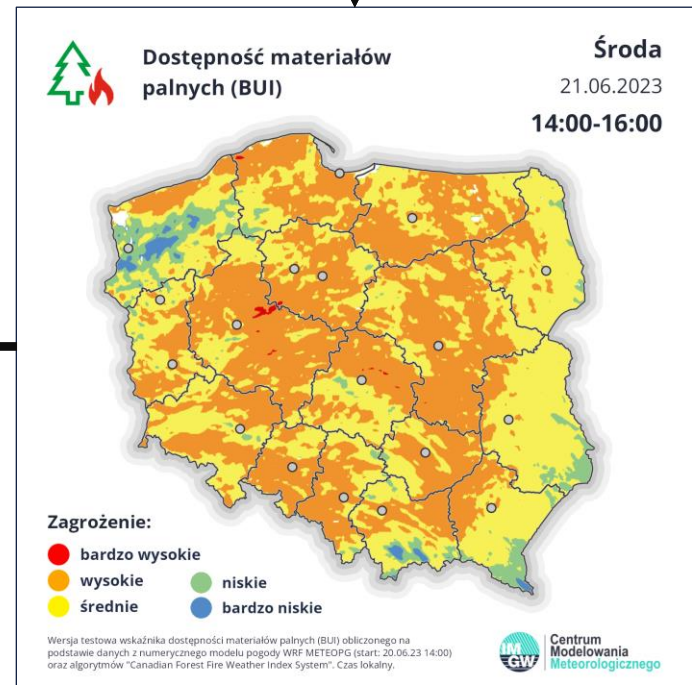 Dostępność materiałów
palnych (BUI)
Środa
21.06.2023
14:00-16:00
Zagrożenie:
bardzo wysokie
wysokie
średnie
niskie
bardzo niskie
Wersja testowa wskaźnika dostępności materiałów palnych (BUI) obliczonego na
podstawie danych z numerycznego modelu pogody WRF METEOPG (start: 20.06.23 14:00)
oraz algorytmów "Canadian Forest Fire Weather Index System". Czas lokalny.
IM
GW
Centrum
Modelowania
Meteorologicznego